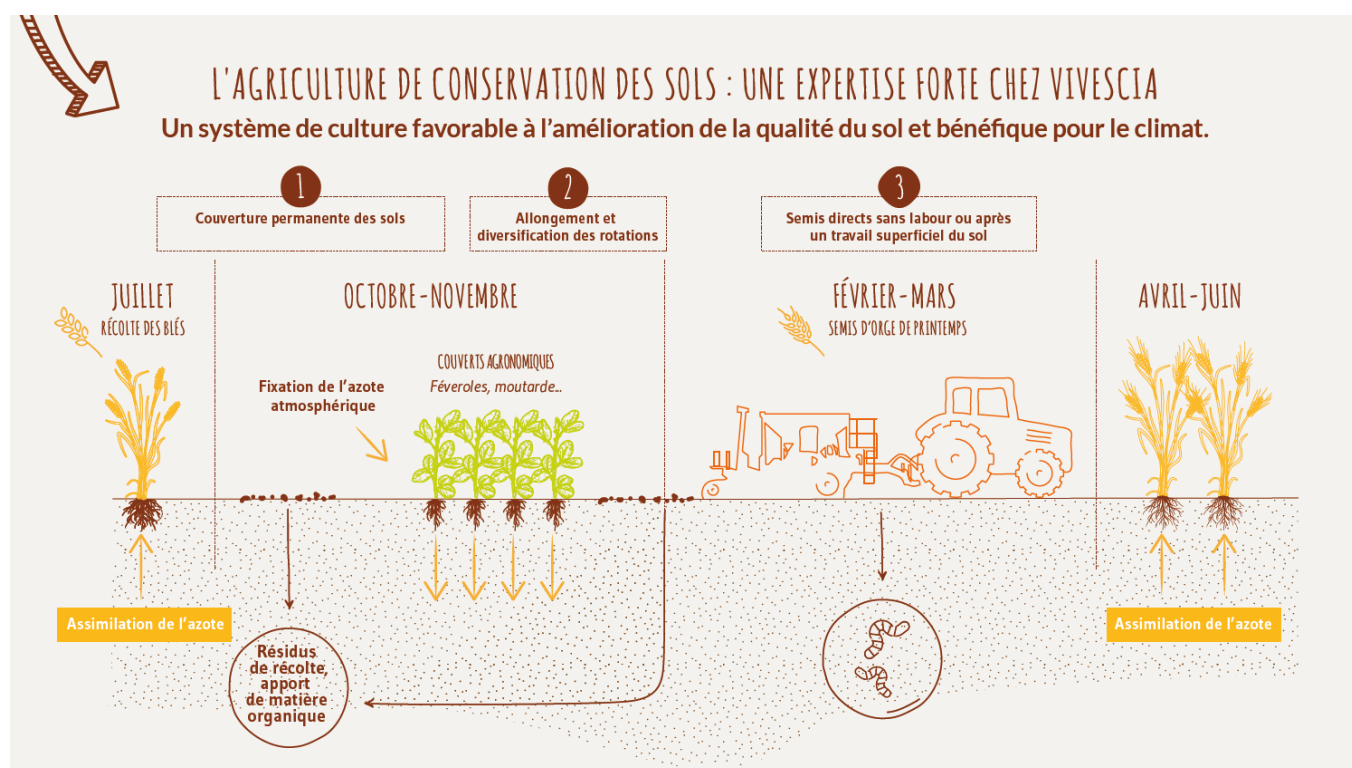 L'AGRICULTURE DE CONSERVATION DES SOLS : UNE EXPERTISE FORTE CHEZ VIVESCIA
Un système de culture favorable à l'amélioration de la qualité du sol et bénéfique pour le climat.
1
Couverture permanente des sols
2
Allongement et
diversification des rotations
3
Semis directs sans labour ou après
un travail superficiel du sol
JUILLET
RÉCOLTE DES BLÉS
OCTOBRE-NOVEMBRE
COUVERTS AGRONOMIQUES
Féveroles, moutarde...
Fixation de l'azote
atmosphérique
FÉVRIER-MARS
SEMIS D'ORGE DE PRINTEMPS
AVRIL-JUIN
Assimilation de l'azote
Résidus
de récolte,
apport
de matière
organique
Assimilation de l'azote